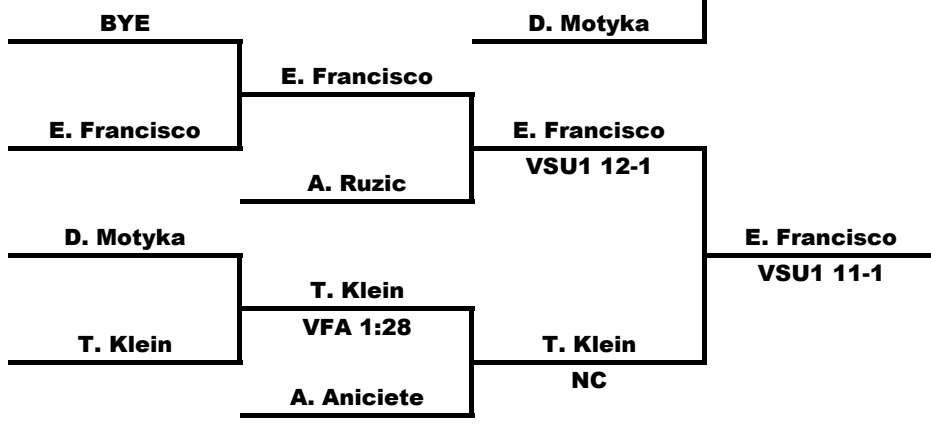 BYE
D. Motyka
E. Francisco
E. Francisco
E. Francisco
VSU1 12-1
A. Ruzic
D. Motyka
E. Francisco
VSU1 11-1
T. Klein
VFA 1:28
T. Klein
T. Klein
NC
A. Aniciete